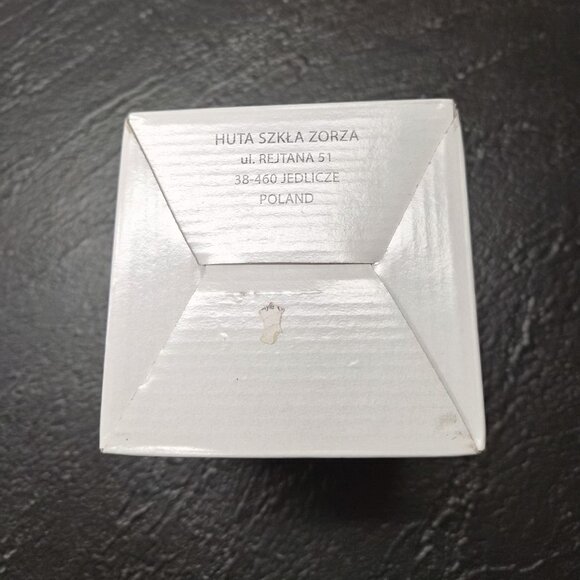 HUTA SZKŁA ZORZA
ul. REJTANA 51
38-460 JEDLICZE
POLAND